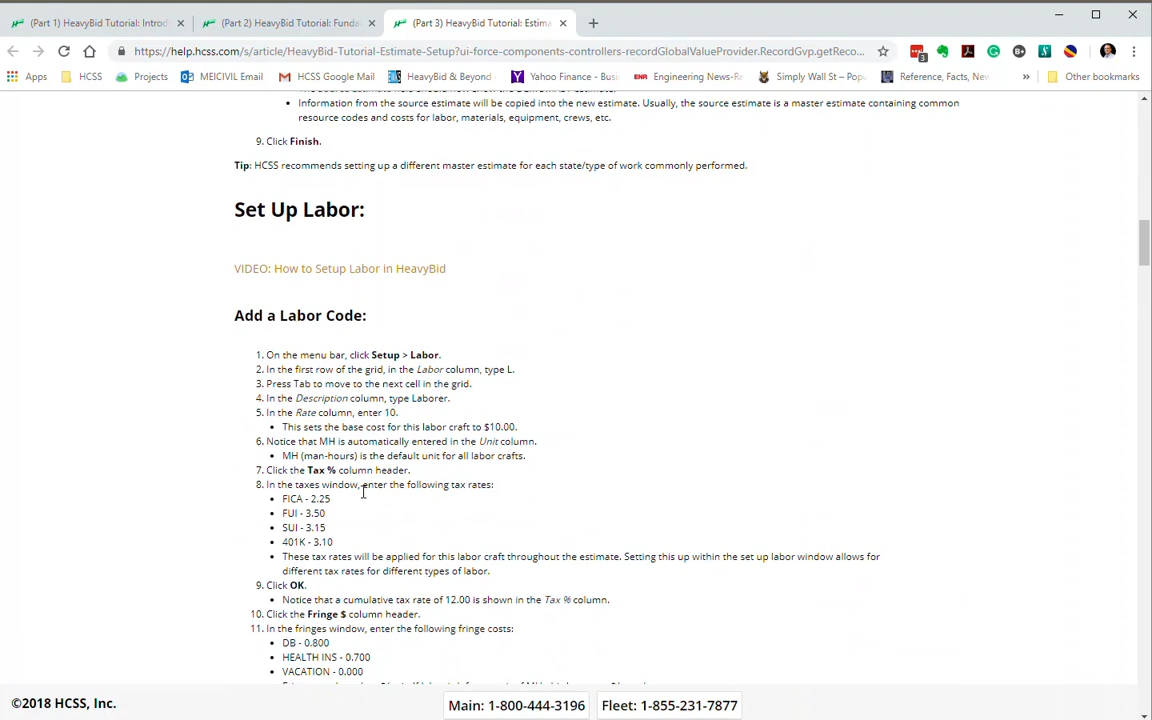 (Part 1) HeavyBid Tutorial: Introd
(Part 2) HeavyBid Tutorial: Funda
(Part 3) HeavyBid Tutorial: Estima
https://help.hcss.com/s/article/HeavyBid-Tutorial-Estimate-Setup?ui-force-components-controllers-recordGlobalValueProvider.RecordGvp.getReco...
3
Apps HCSS Projects MEICIVIL Email HCSS Google Mail HeavyBid & Beyond Yahoo Finance - Busi ENR Engineering News-R Simply Wall St – Pop Reference, Facts, New » Other bookmarks
• Information from the source estimate will be copied into the new estimate. Usually, the source estimate is a master estimate containing common
resource codes and costs for labor, materials, equipment, crews, etc.
9. Click Finish.
Tip: HCSS recommends setting up a different master estimate for each state/type of work commonly performed.
Set Up Labor:
VIDEO: How to Setup Labor in HeavyBid
Add a Labor Code:
1. On the menu bar, click Setup > Labor.
2. In the first row of the grid, in the Labor column, type L.
3. Press Tab to move to the next cell in the grid.
4. In the Description column, type Laborer.
5. In the Rate column, enter 10.
• This sets the base cost for this labor craft to $10.00.
6. Notice that MH is automatically entered in the Unit column.
• MH (man-hours) is the default unit for all labor crafts.
7. Click the Tax % column header.
8. In the taxes window, enter the following tax rates:
• FICA - 2.25
• FUI - 3.50
• SUI - 3.15
• 401K - 3.10
• These tax rates will be applied for this labor craft throughout the estimate. Setting this up within the set up labor window allows for
different tax rates for different types of labor.
9. Click OK.
• Notice that a cumulative tax rate of 12.00 is shown in the Tax % column.
10. Click the Fringe $ column header.
11. In the fringes window, enter the following fringe costs:
• DB - 0.800
• HEALTH INS - 0.700
• VACATION - 0.000
©2018 HCSS, Inc.
Main: 1-800-444-3196
Fleet: 1-855-231-7877